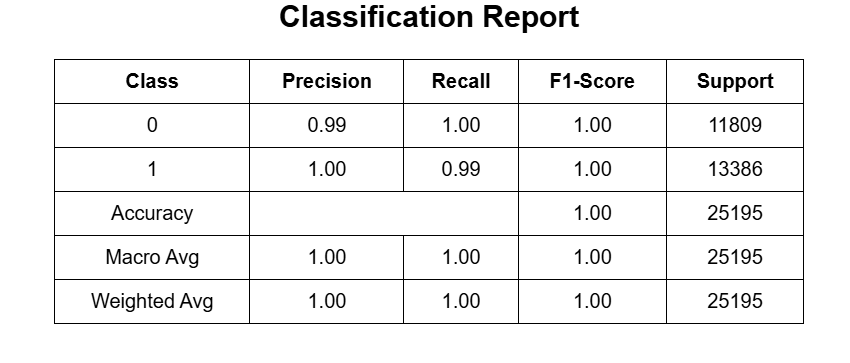 Classification Report
Class Precision Recall F1-Score Support
0 0.99 1.00 1.00 11809
1 1.00 0.99 1.00 13386
Accuracy 1.00 25195
Macro Avg 1.00 1.00 1.00 25195
Weighted Avg 1.00 1.00 1.00 25195